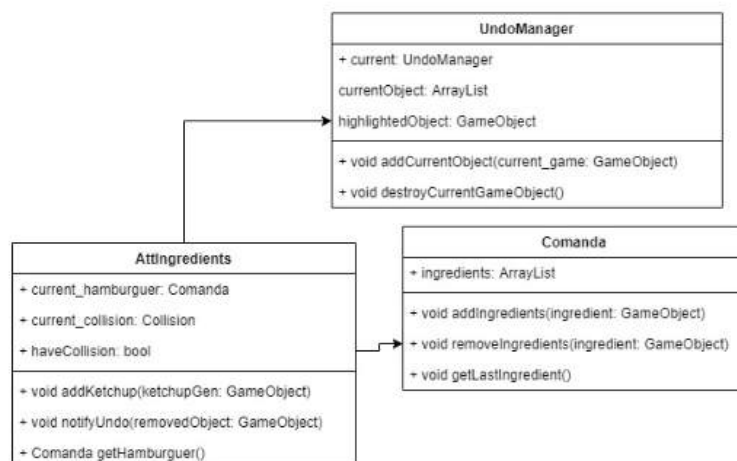 UndoManager
+ current: UndoManager
currentObject: ArrayList
highlightedObject: GameObject
+ void addCurrentObject(current_game: GameObject)
+ void destroyCurrentGameObject()
AttIngredients
+ current_hamburguer: Comanda
+ current_collision: Collision
+ haveCollision: bool
+ void addKetchup(ketchupGen: GameObject)
+ void notifyUndo(removedObject: GameObject)
+ Comanda getHamburguer()
Comanda
+ ingredients: ArrayList
+ void addIngredients(ingredient: GameObject)
+ void removeIngredients(ingredient: GameObject)
+ void getLastIngredient()